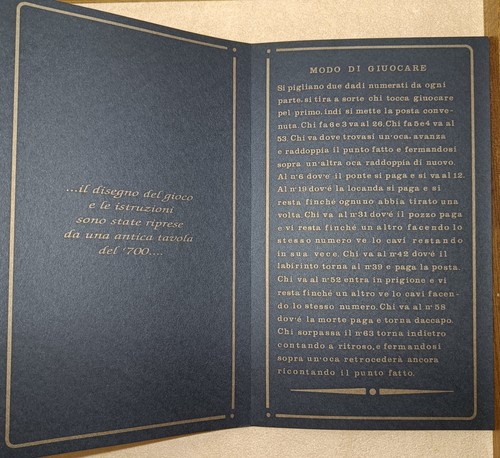 ...il disegno del gioco
e le istruzioni
sono state riprese
da una antica tavola
del '700....
MODO DI GIUOCARE
Si pigliano due dadi numerati da ogni
parte, si tira a sorte chi tocca giuocare
pel primo, indi si mette la posta conve-
nuta. Chi fa 6 e 3 va al 26. Chi fa 5 e 4 va al
53. Chi va dove trovasi un'oca, avanza
e raddoppia il punto fatto e fermandosi
sopra un'altra oca raddoppia di nuovo.
Al n°6 dov'è il ponte si paga e si va al 12.
Al n°19 dov'è la locanda si paga e si
resta finché ognuno abbia tirato una
volta. Chi va al n°31 dov'è il pozzo paga
e vi resta finché un altro facendo lo
stesso numero ve lo cavi restando
in sua vece. Chi va al n°42 dov'è il
labirinto torna al n°39 e paga la posta.
Chi va al n°52 entra in prigione e vi
resta finché un altro ve lo cavi facen-
do lo stesso numero. Chi va al n°58
dov'è la morte paga e torna daccapo.
Chi sorpassa il n°63 torna indietro
contando a ritroso, e fermandosi
sopra un'oca retrocederà ancora
ricontando il punto fatto.